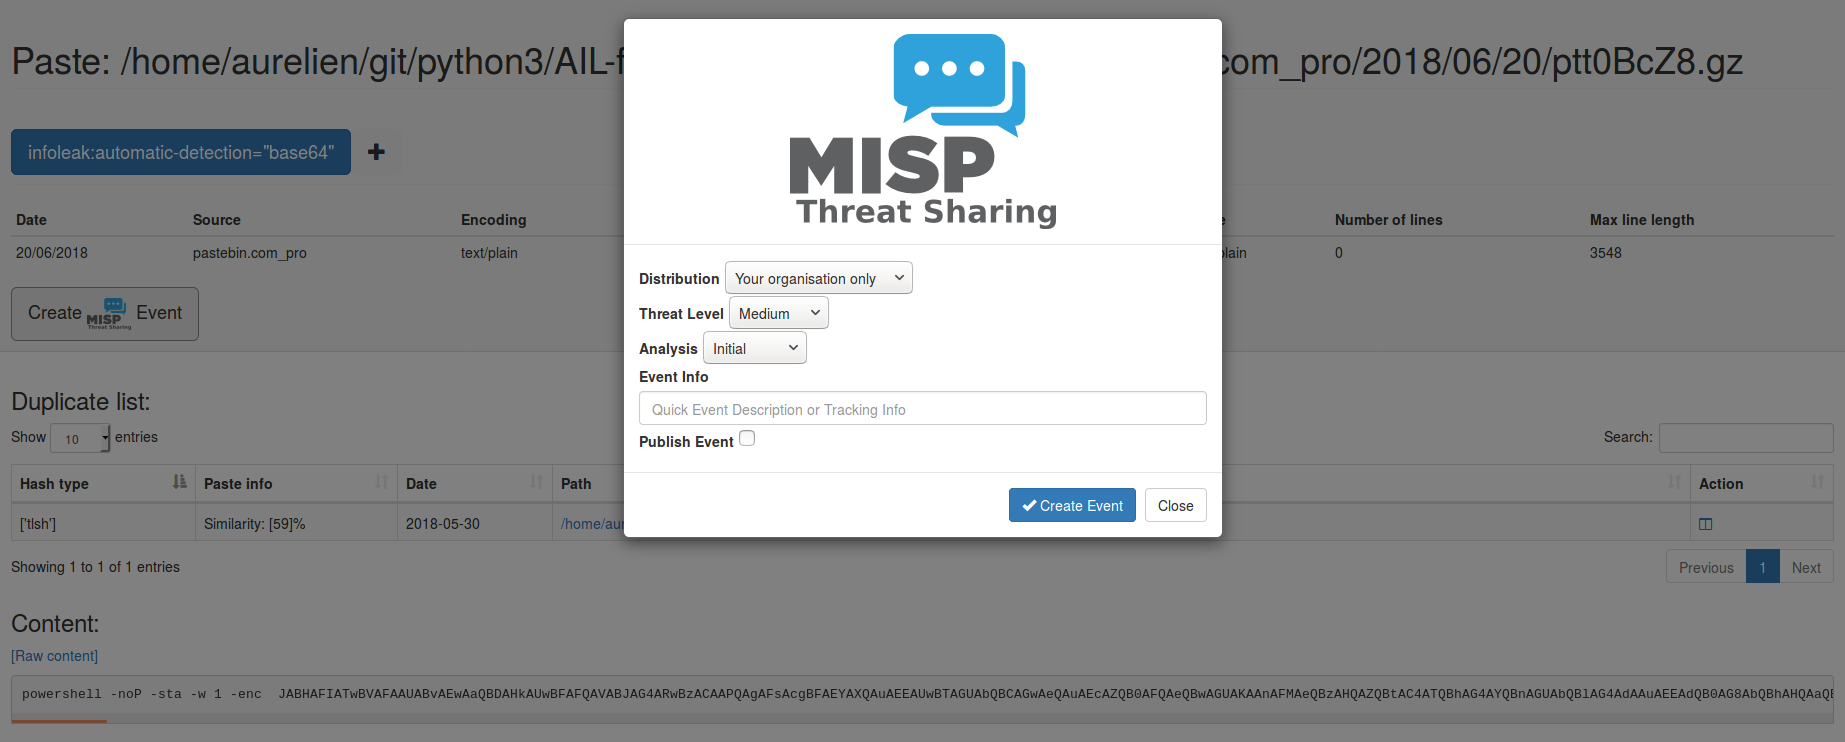 Paste: /home/aurelien/git/python3/AIL-f com_pro/2018/06/20/ptt0BcZ8.gz
MISP
Threat Sharing
infoleak:automatic-detection="base64"
Date Source Encoding Number of lines Max line length
20/06/2018 pastebin.com_pro text/plain plain 0 3548
Create MISP Threat Sharing Event
Distribution Your organisation only
Threat Level Medium
Analysis Initial
Event Info
Quick Event Description or Tracking Info
Publish Event
Create Event Close
Duplicate list:
Show 10 entries Search:
Hash type Paste info Date Path Action
['tlsh'] Similarity: [59]% 2018-05-30 /home/aur
Showing 1 to 1 of 1 entries Previous 1 Next
Content:
[Raw content]
powershell -noP -sta -w 1 -enc